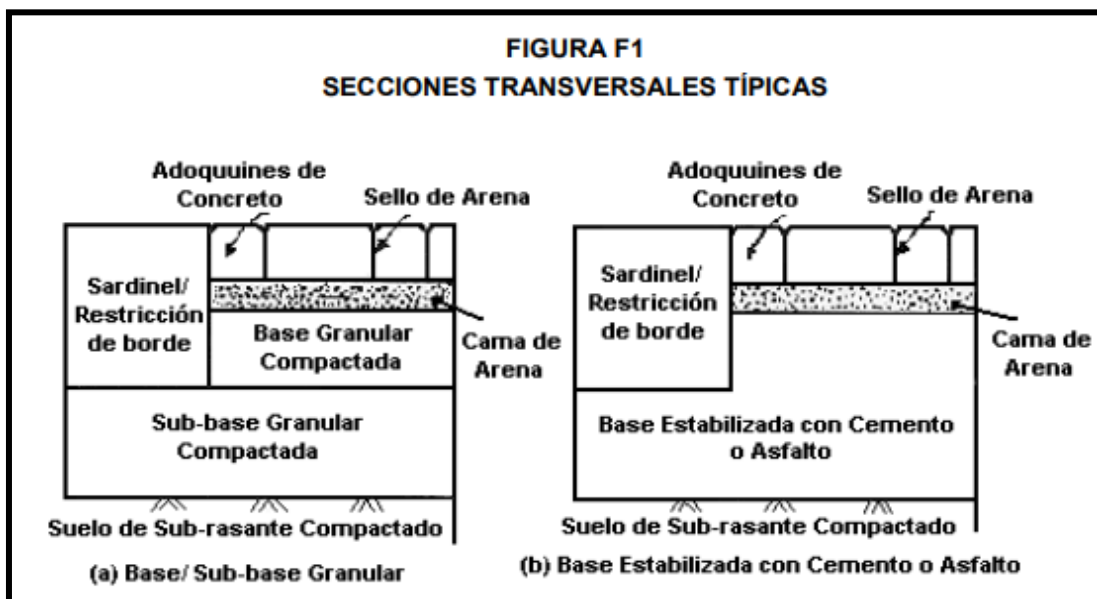 FIGURA F1
SECCIONES TRANSVERSALES TÍPICAS
Adoquuines de
Concreto
Sello de Arena
Sardinel/
Restricción
de borde
Base Granular
Compactada
Cama de
Arena
Sub-base Granular
Compactada
Suelo de Sub-rasante Compactado
(a) Base/ Sub-base Granular
Adoquuines de
Concreto
Sello de Arena
Sardinel/
Restricción
de borde
Cama de
Arena
Base Estabilizada con Cemento
o Asfalto
Suelo de Sub-rasante Compactado
(b) Base Estabilizada con Cemento o Asfalto